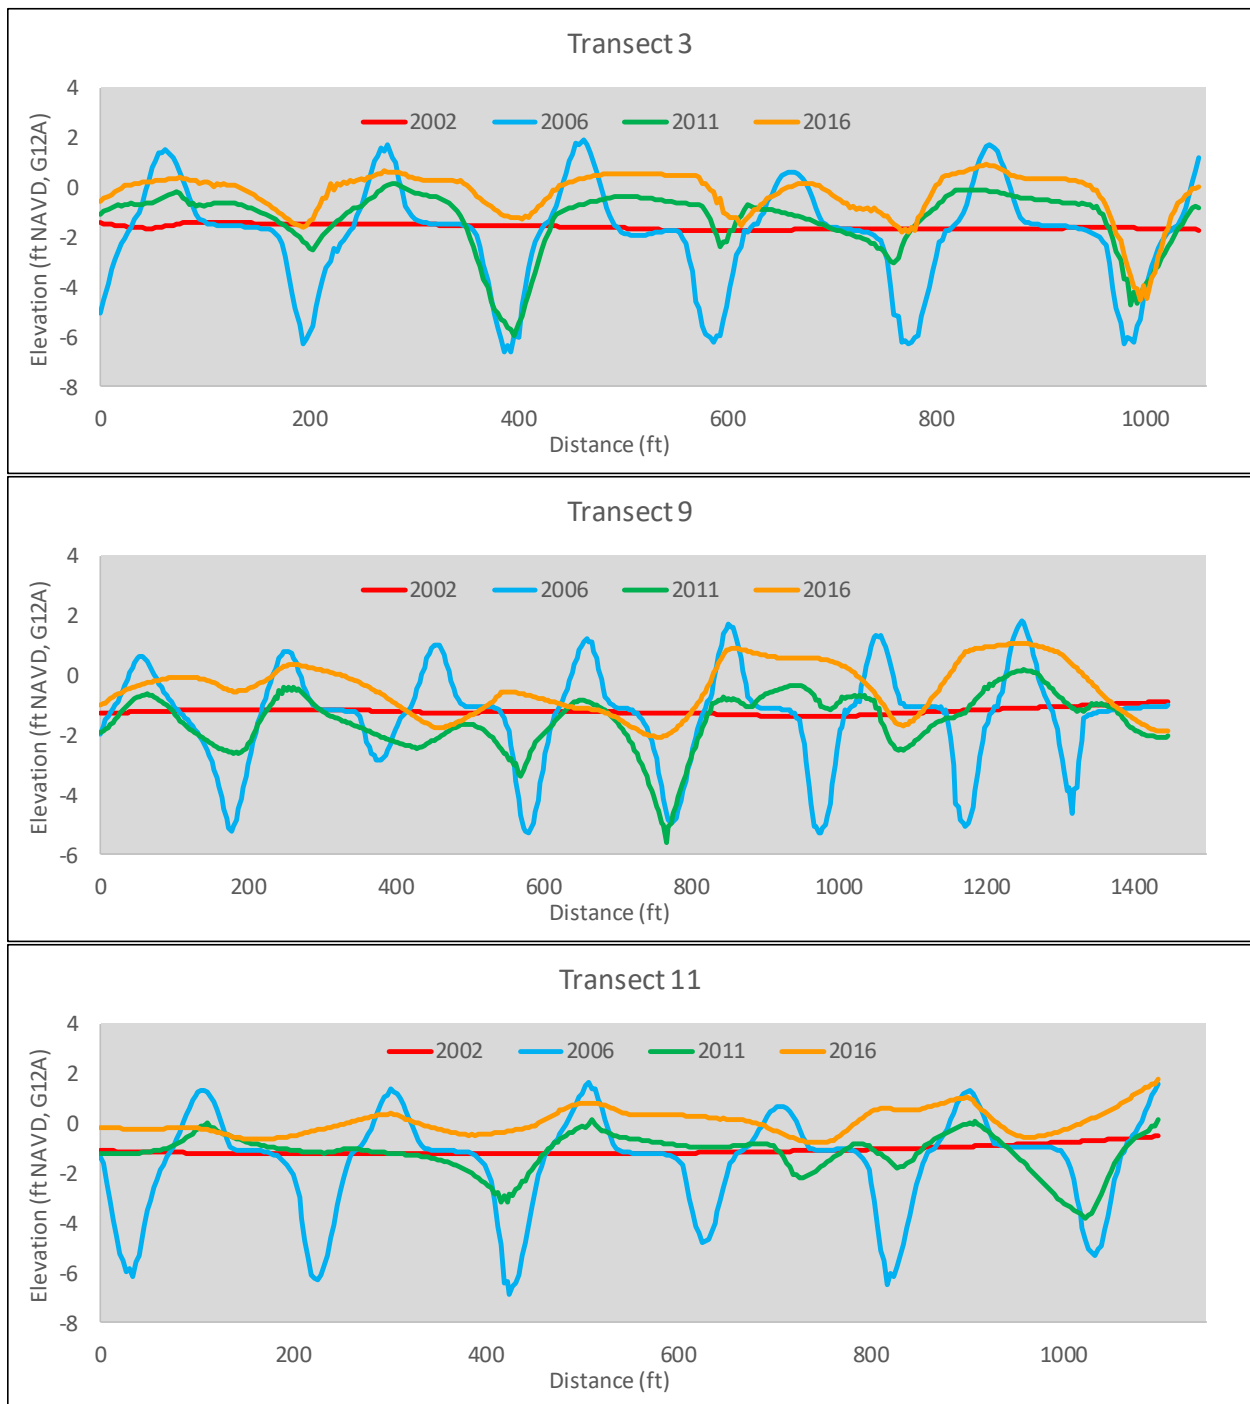 Transect 3
4
2
0
-2
-4
-6
-8
Elevation (ft NAVD, G12A)
2002 2006 2011 2016
0 200 400 600 800 1000
Distance (ft)
Transect 9
4
2
0
-2
-4
-6
Elevation (ft NAVD, G12A)
2002 2006 2011 2016
0 200 400 600 800 1000 1200 1400
Distance (ft)
Transect 11
4
2
0
-2
-4
-6
-8
Elevation (ft NAVD, G12A)
2002 2006 2011 2016
0 200 400 600 800 1000
Distance (ft)